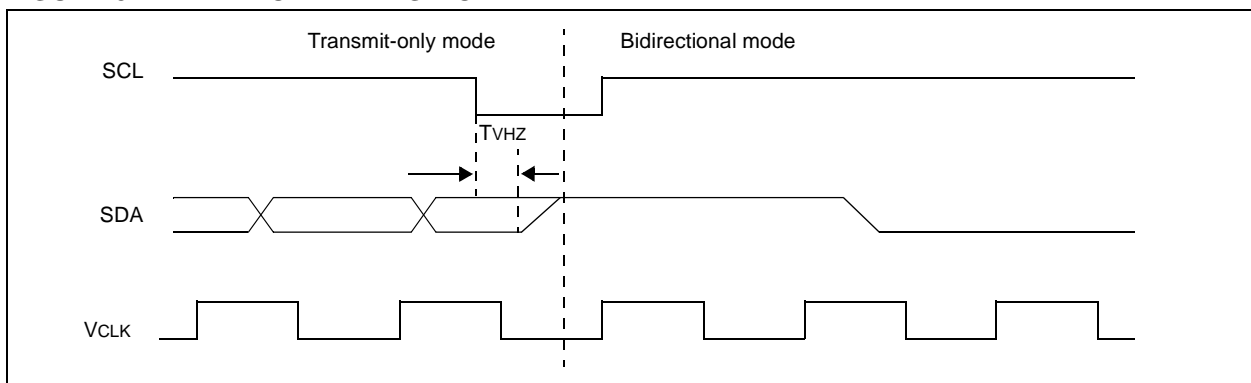 Transmit-only mode
Bidirectional mode
SCL
TVHZ
SDA
VCLK